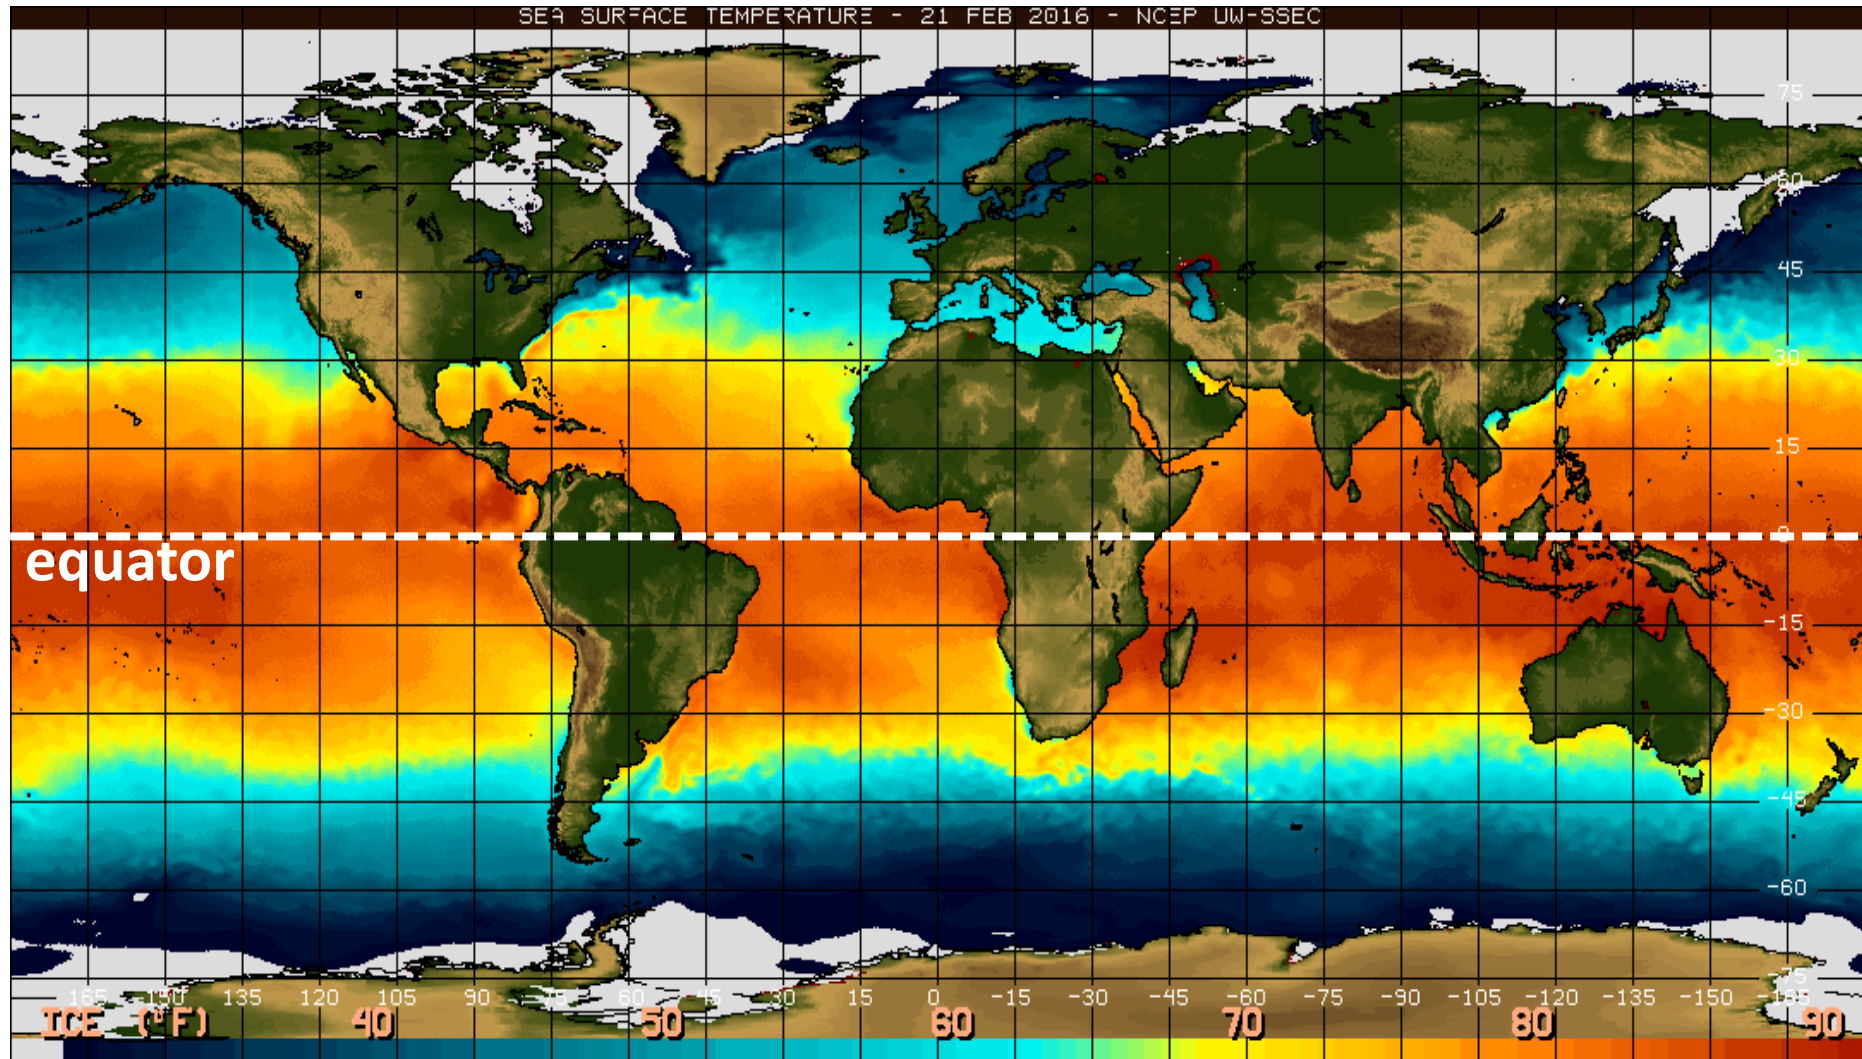 SEA SURFACE TEMPERATURE - 21 FEB 2016 - NCEP UW-SSEC
75
60
45
30
15
0
equator
-15
-30
-45
-60
-75
165 150 135 120 105 90 75 60 45 30 15 0 -15 -30 -45 -60 -75 -90 -105 -120 -135 -150 -165
ICE (°F) 40 50 60 70 80 90